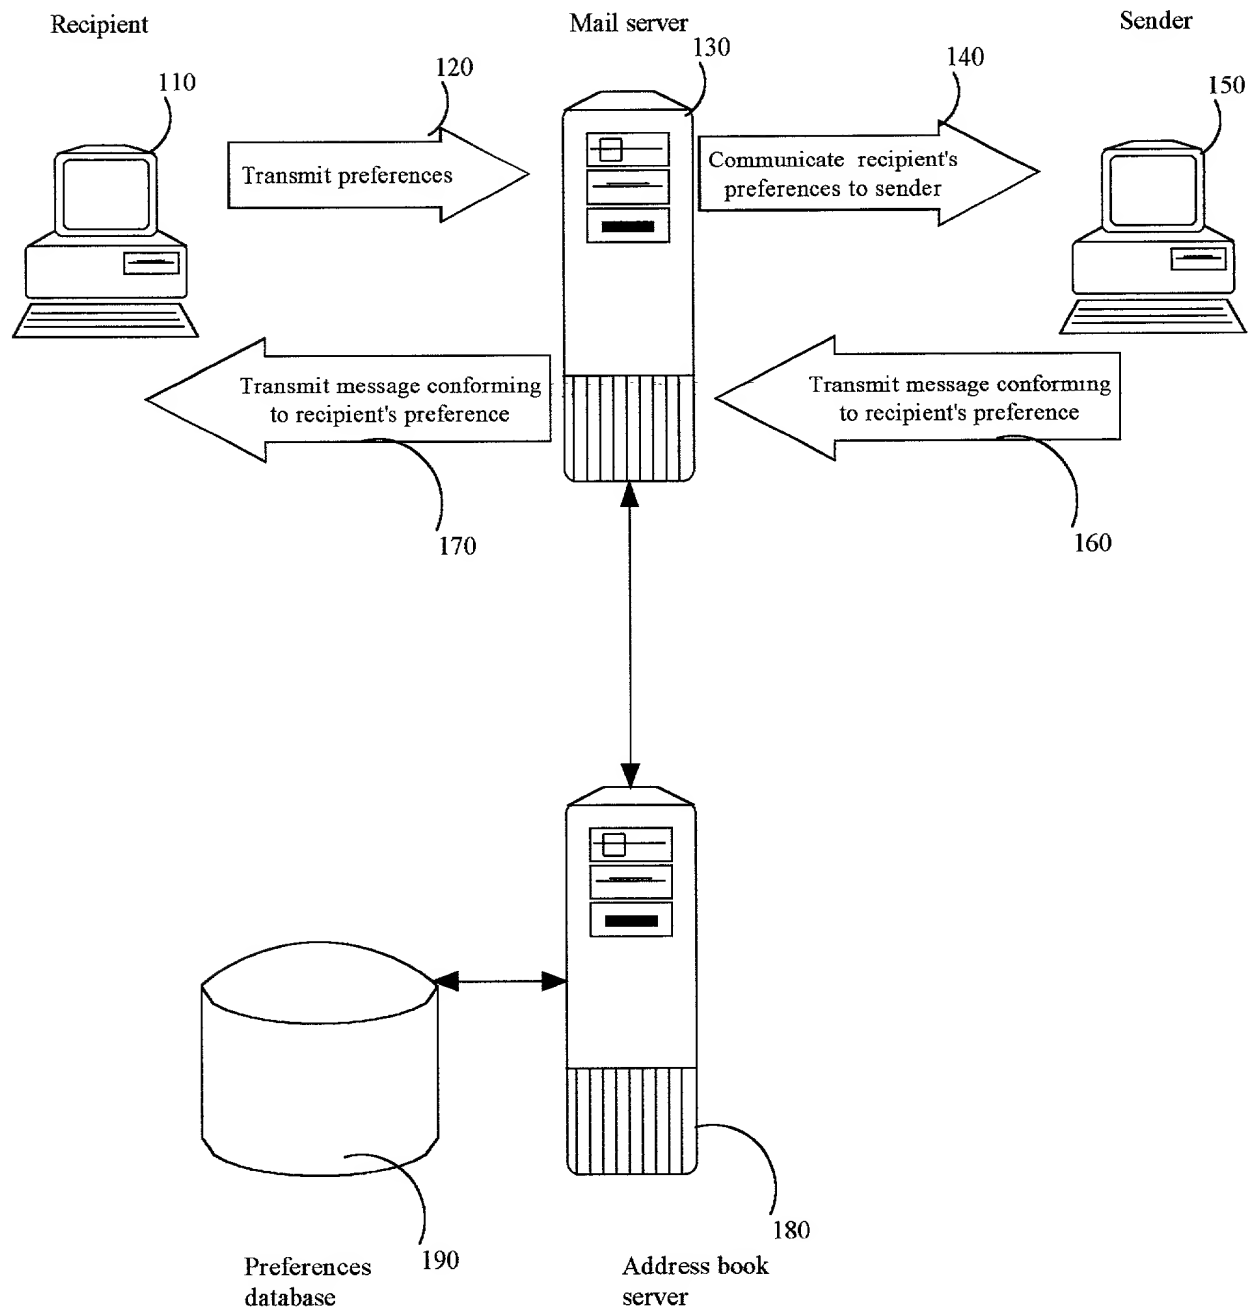 Recipient
Mail server
Sender
110
120
130
140
150
Transmit preferences
Communicate recipient's
preferences to sender
Transmit message conforming
to recipient's preference
Transmit message conforming
to recipient's preference
170
160
180
190
Preferences
database
Address book
server